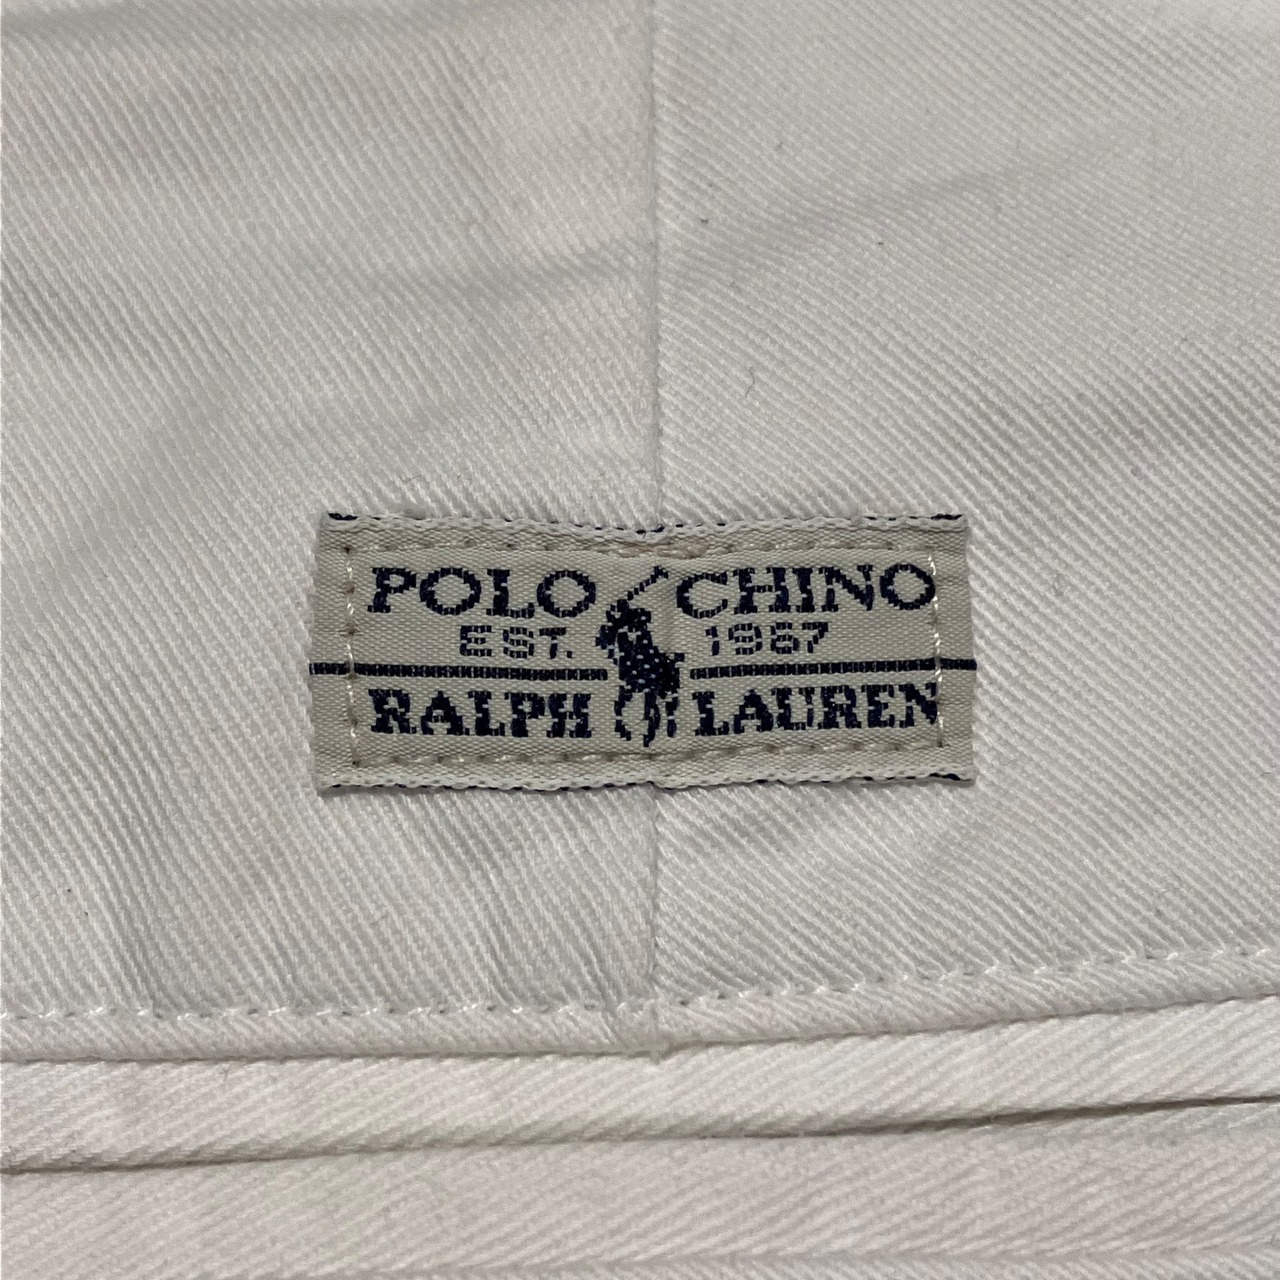 POLO CHINO
EST. 1967
RALPH LAUREN